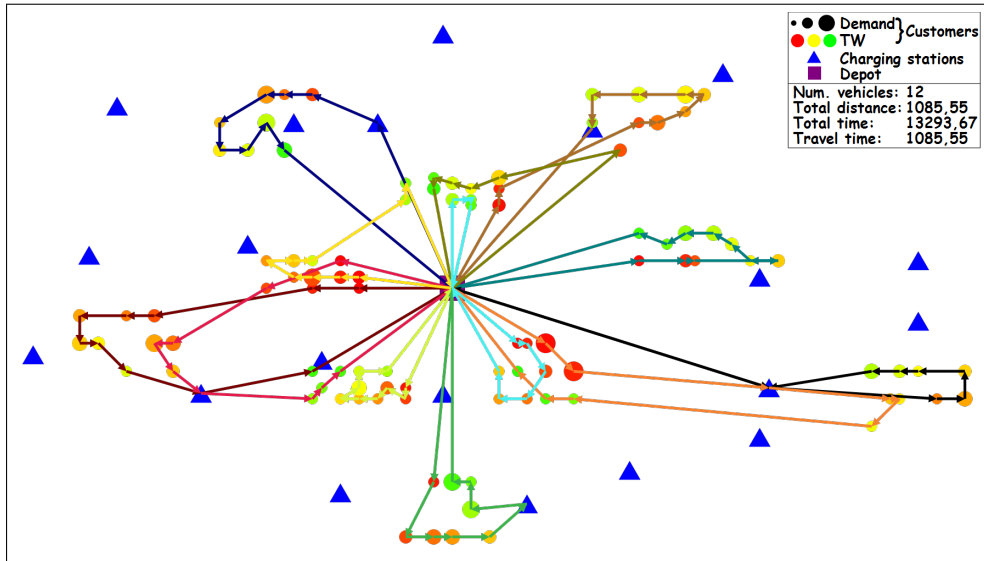 Demand
TW
Customers
Charging stations
Depot
Num. vehicles: 12
Total distance: 1085,55
Total time: 13293,67
Travel time: 1085,55